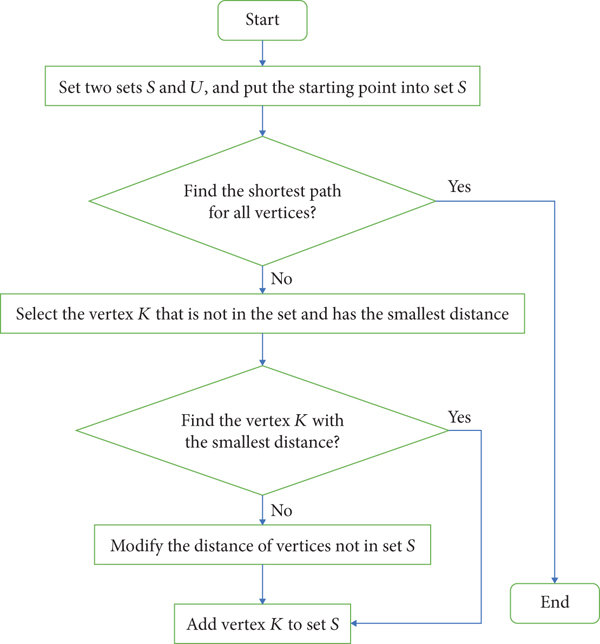 Start
Set two sets S and U, and put the starting point into set S
Find the shortest path
for all vertices?
Yes
No
Select the vertex K that is not in the set and has the smallest distance
Find the vertex K with
the smallest distance?
Yes
No
Modify the distance of vertices not in set S
End
Add vertex K to set S